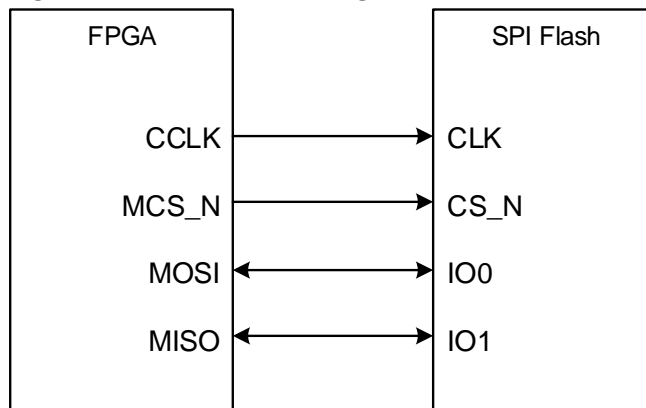 FPGA SPI Flash
CCLK CLK
MCS_N CS_N
MOSI IO0
MISO IO1